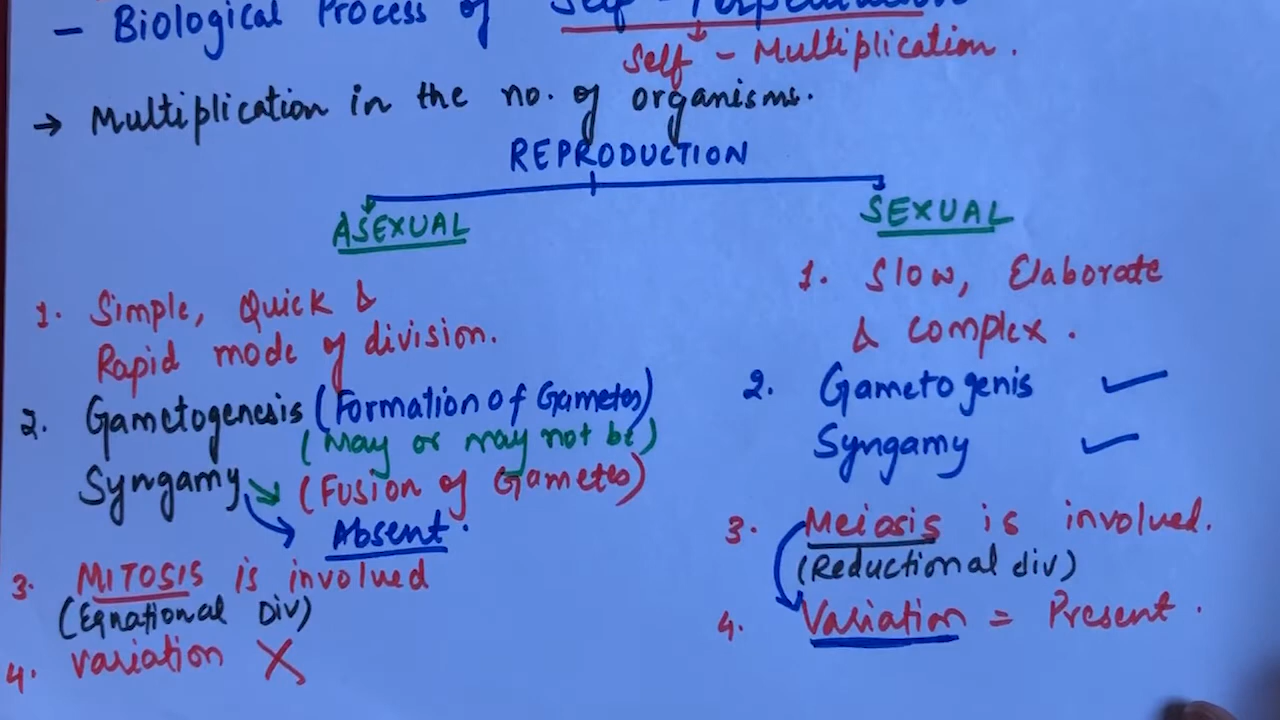 - Biological Process of Self - Perpetuation
Self - Multiplication.
→ Multiplication in the no. of organisms.
REPRODUCTION
ASEXUAL
1. Simple, Quick &
Rapid mode of division.
2. Gametogenesis (Formation of Gametes)
(May or may not be)
Syngamy → (Fusion of Gametes)
Absent.
3. MITOSIS is involved
(Equational Div)
4. Variation X
SEXUAL
1. Slow, Elaborate
& complex.
2. Gametogenis ✓
Syngamy ✓
3. Meiosis is involved.
(Reductional div)
4. Variation = Present.